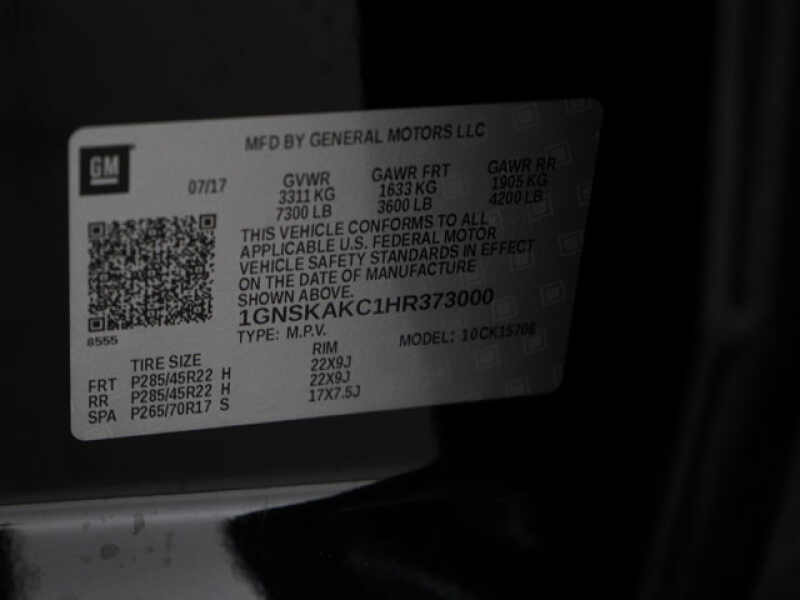 GM
MFD BY GENERAL MOTORS LLC
07/17
GVWR
3311 KG
7300 LB
GAWR FRT
1633 KG
3600 LB
GAWR RR
1905 KG
4200 LB
THIS VEHICLE CONFORMS TO ALL
APPLICABLE U.S. FEDERAL MOTOR
VEHICLE SAFETY STANDARDS IN EFFECT
ON THE DATE OF MANUFACTURE
SHOWN ABOVE.
1GNSKAKC1HR373000
8555
TYPE: M.P.V.
MODEL: 10CK15706
TIRE SIZE
RIM
FRT P285/45R22 H 22X9J
RR P285/45R22 H 22X9J
SPA P265/70R17 S 17X7.5J